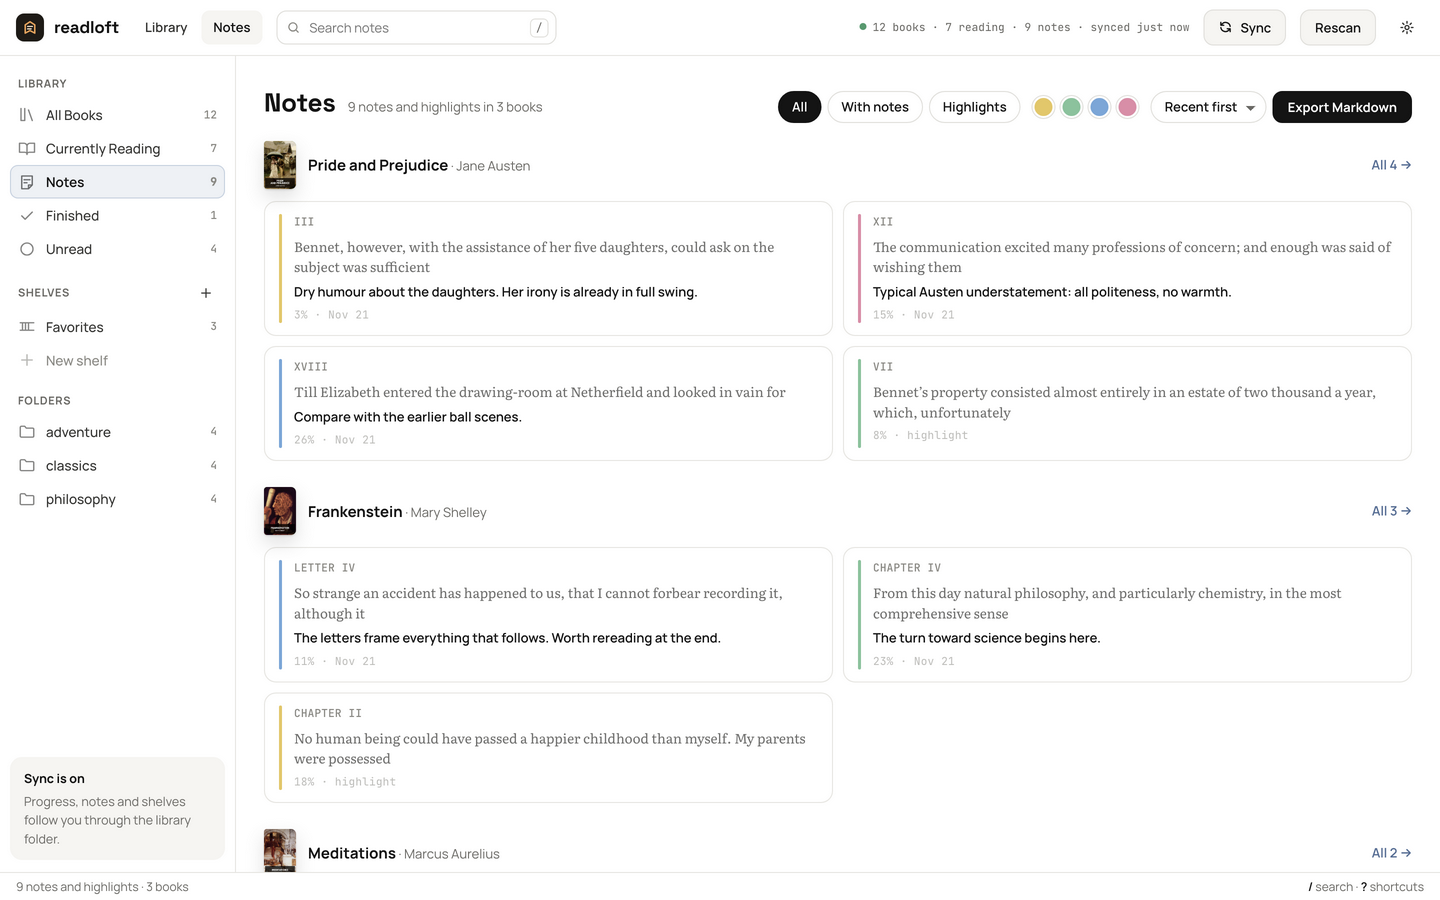 readloft
Library
Notes
Search notes
/
12 books · 7 reading · 9 notes · synced just now
Sync
Rescan
LIBRARY
All Books
12
Currently Reading
7
Notes
9
Finished
1
Unread
4
SHELVES
Favorites
3
New shelf
FOLDERS
adventure
4
classics
4
philosophy
4
Sync is on
Progress, notes and shelves
follow you through the library
folder.
Notes
9 notes and highlights in 3 books
All
With notes
Highlights
Recent first
Export Markdown
Pride and Prejudice · Jane Austen
All 4 →
III
Bennet, however, with the assistance of her five daughters, could ask on the
subject was sufficient
Dry humour about the daughters. Her irony is already in full swing.
3% · Nov 21
XII
The communication excited many professions of concern; and enough was said of
wishing them
Typical Austen understatement: all politeness, no warmth.
15% · Nov 21
XVIII
Till Elizabeth entered the drawing-room at Netherfield and looked in vain for
Compare with the earlier ball scenes.
26% · Nov 21
VII
Bennet’s property consisted almost entirely in an estate of two thousand a year,
which, unfortunately
8% · highlight
Frankenstein · Mary Shelley
All 3 →
LETTER IV
So strange an accident has happened to us, that I cannot forbear recording it,
although it
The letters frame everything that follows. Worth rereading at the end.
11% · Nov 21
CHAPTER IV
From this day natural philosophy, and particularly chemistry, in the most
comprehensive sense
The turn toward science begins here.
23% · Nov 21
CHAPTER II
No human being could have passed a happier childhood than myself. My parents
were possessed
18% · highlight
Meditations · Marcus Aurelius
All 2 →
9 notes and highlights · 3 books
/ search · ? shortcuts